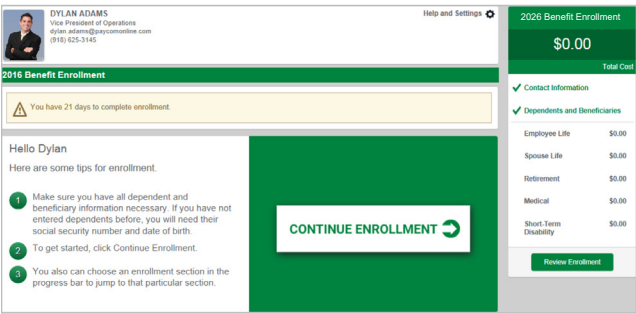 DYLAN ADAMS
Vice President of Operations
dylan.adams@paycomonline.com
(918) 625-3145
Help and Settings
2016 Benefit Enrollment
You have 21 days to complete enrollment.
Hello Dylan
Here are some tips for enrollment.
1 Make sure you have all dependent and
beneficiary information necessary. If you have not
entered dependents before, you will need their
social security number and date of birth.
2 To get started, click Continue Enrollment.
3 You also can choose an enrollment section in the
progress bar to jump to that particular section.
CONTINUE ENROLLMENT
2026 Benefit Enrollment
$0.00
Total Cost
Contact Information
Dependents and Beneficiaries
Employee Life $0.00
Spouse Life $0.00
Retirement $0.00
Medical $0.00
Short-Term $0.00
Disability
Review Enrollment